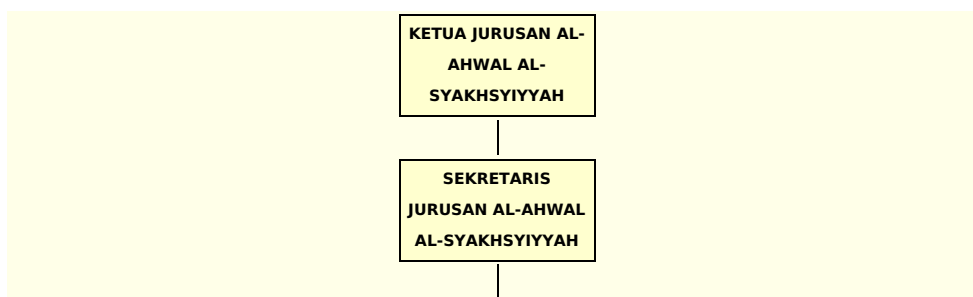 KETUA JURUSAN AL-
AHWAL AL-
SYAKHSYIYYAH
SEKRETARIS
JURUSAN AL-AHWAL
AL-SYAKHSYIYYAH